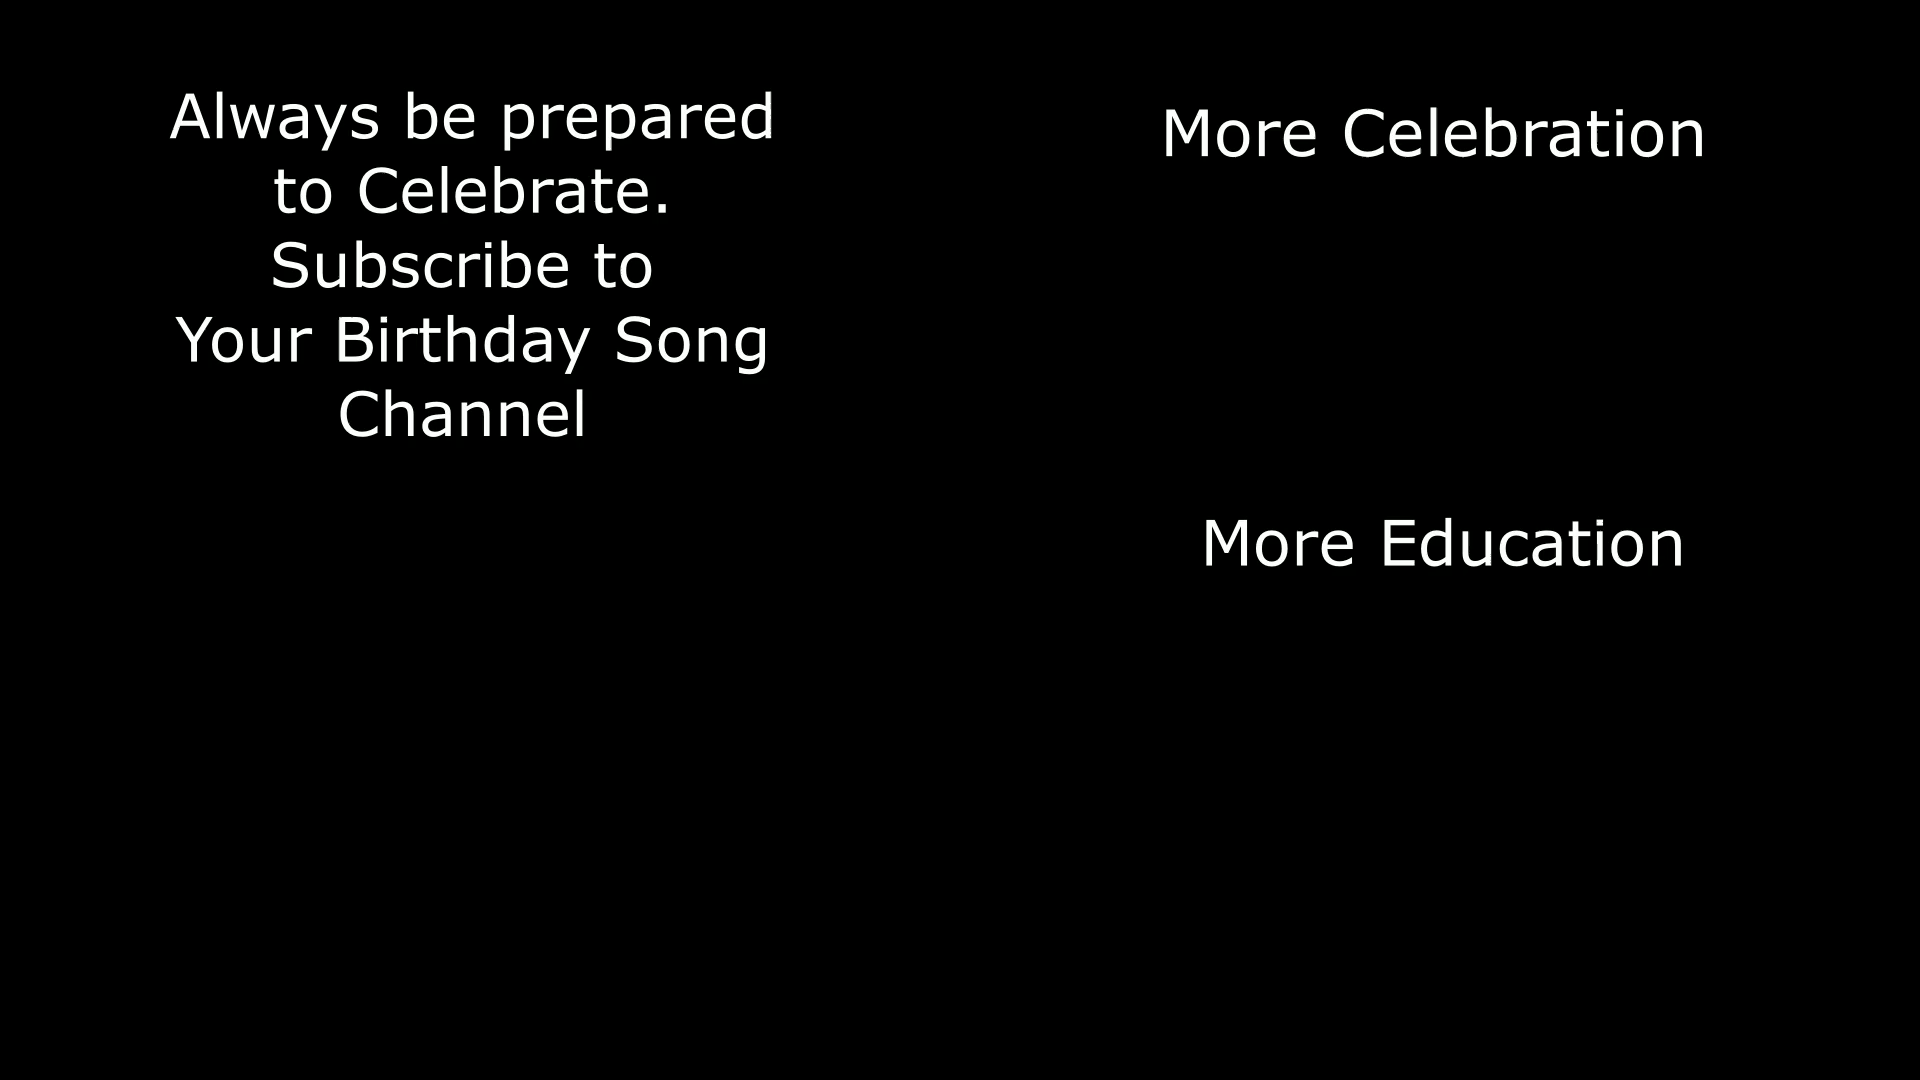 Always be prepared
to Celebrate.
Subscribe to
Your Birthday Song
Channel
More Celebration
More Education